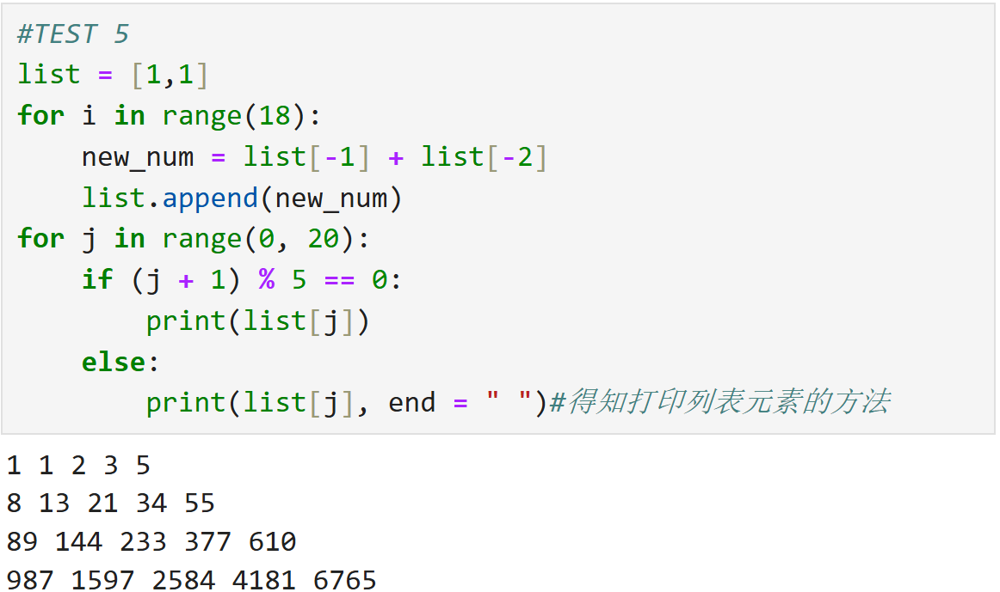 #TEST 5
list = [1,1]
for i in range(18):
    new_num = list[-1] + list[-2]
    list.append(new_num)
for j in range(0, 20):
    if (j + 1) % 5 == 0:
        print(list[j])
    else:
        print(list[j], end = " ")#得知打印列表元素的方法
1 1 2 3 5
8 13 21 34 55
89 144 233 377 610
987 1597 2584 4181 6765